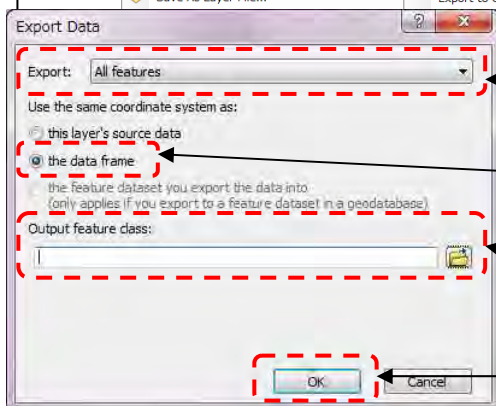 Export Data
Export: All features
Use the same coordinate system as:
this layer's source data
the data frame
the feature dataset you export the data into
(only applies if you export to a feature dataset in a geodatabase)
Output feature class:
OK
Cancel